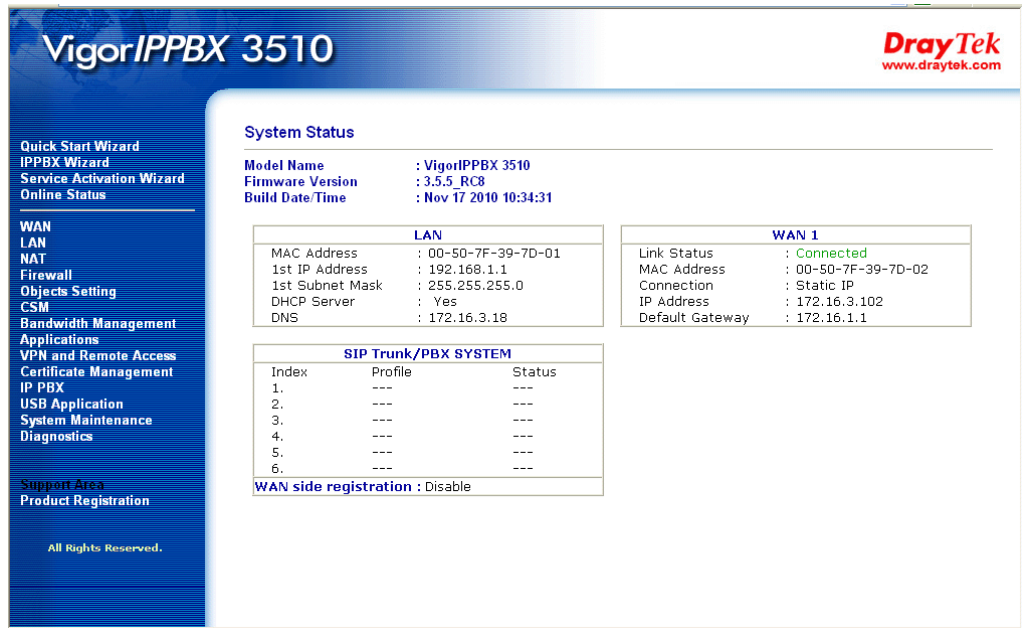 VigorIPPBX 3510
DrayTek
www.draytek.com
Quick Start Wizard
IPPBX Wizard
Service Activation Wizard
Online Status
WAN
LAN
NAT
Firewall
Objects Setting
CSM
Bandwidth Management
Applications
VPN and Remote Access
Certificate Management
IP PBX
USB Application
System Maintenance
Diagnostics
Support Area
Product Registration
All Rights Reserved.
System Status
Model Name : VigorIPPBX 3510
Firmware Version : 3.5.5_RC8
Build Date/Time : Nov 17 2010 10:34:31
LAN
MAC Address : 00-50-7F-39-7D-01
1st IP Address : 192.168.1.1
1st Subnet Mask : 255.255.255.0
DHCP Server : Yes
DNS : 172.16.3.18
WAN 1
Link Status : Connected
MAC Address : 00-50-7F-39-7D-02
Connection : Static IP
IP Address : 172.16.3.102
Default Gateway : 172.16.1.1
SIP Trunk/PBX SYSTEM
Index Profile Status
1. --- ---
2. --- ---
3. --- ---
4. --- ---
5. --- ---
6. --- ---
WAN side registration : Disable